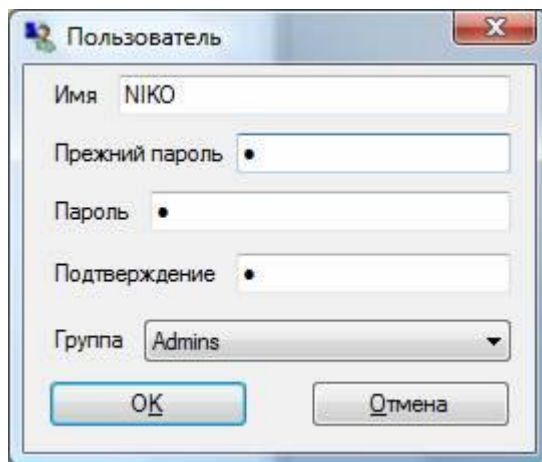 Пользователь
Имя NIKO
Прежний пароль •
Пароль •
Подтверждение •
Группа Admins
OK Отмена